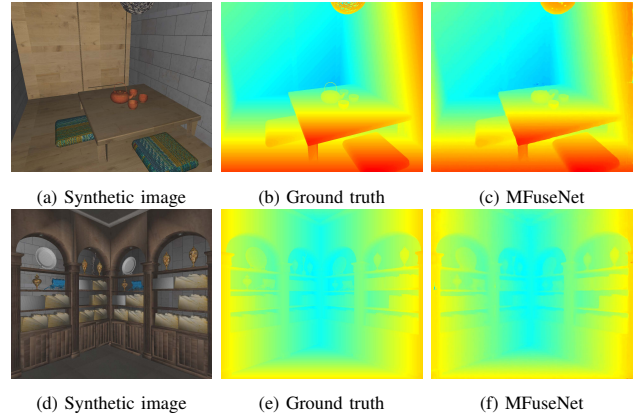 (a) Synthetic image (b) Ground truth (c) MFuseNet
(d) Synthetic image (e) Ground truth (f) MFuseNet